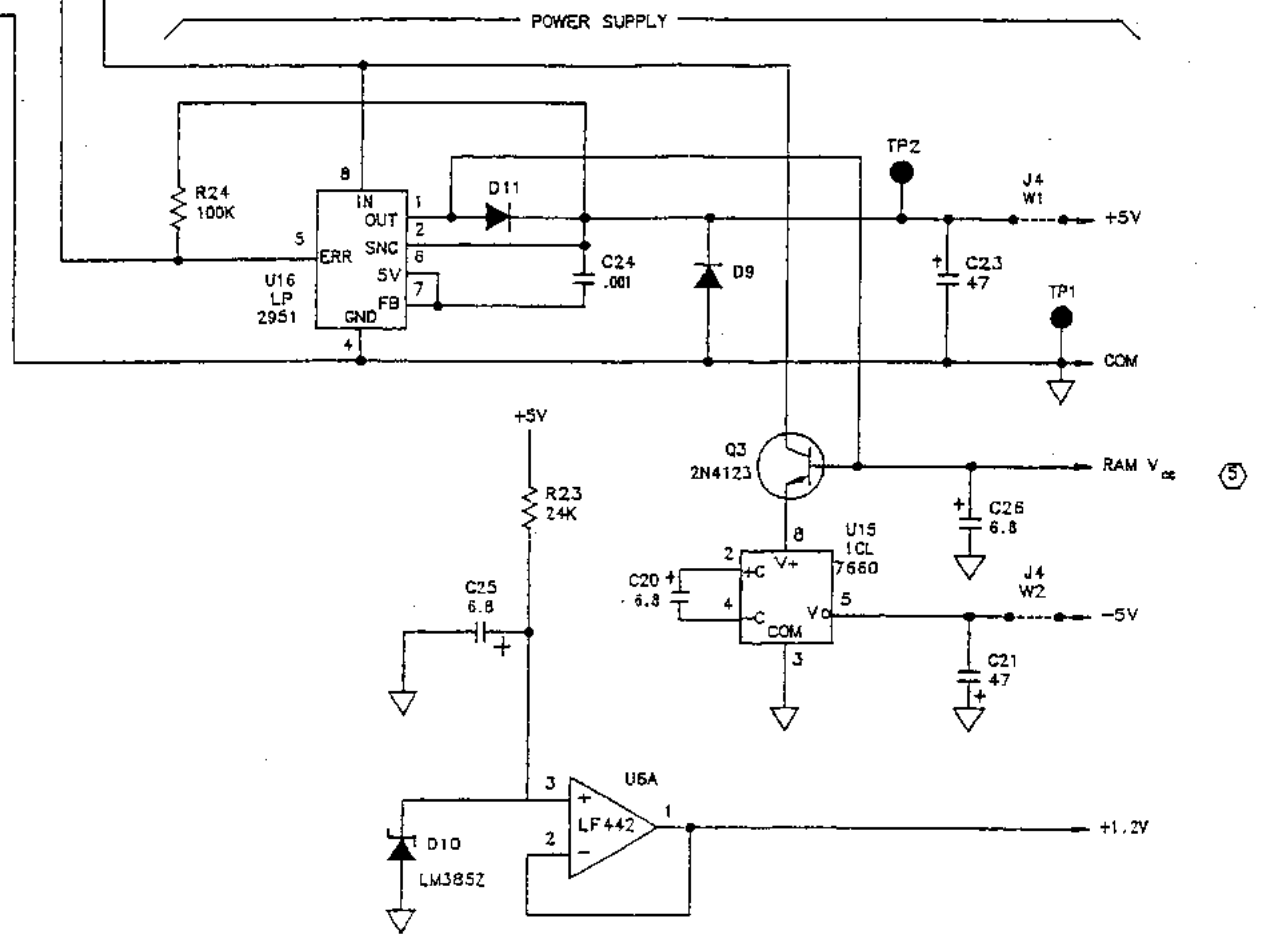 POWER SUPPLY
TP2
8
D11
J4
W1
R24
100K
IN
OUT
1
+5V
2
5
ERR
SNC
6
C24
.001
D9
+
C23
47
U16
LP
2951
5V
FB
7
TP1
GND
4
COM
+5V
Q3
2N4123
RAM Vcc
5
R23
24K
+
C26
6.8
8
U15
ICL
7660
2
+C
V+
C20
6.8
+
J4
W2
C25
6.8
4
-C
Vo
5
-5V
COM
+
3
C21
47
+
3
U6A
+
1
LF442
+1.2V
D10
2
-
LM385Z